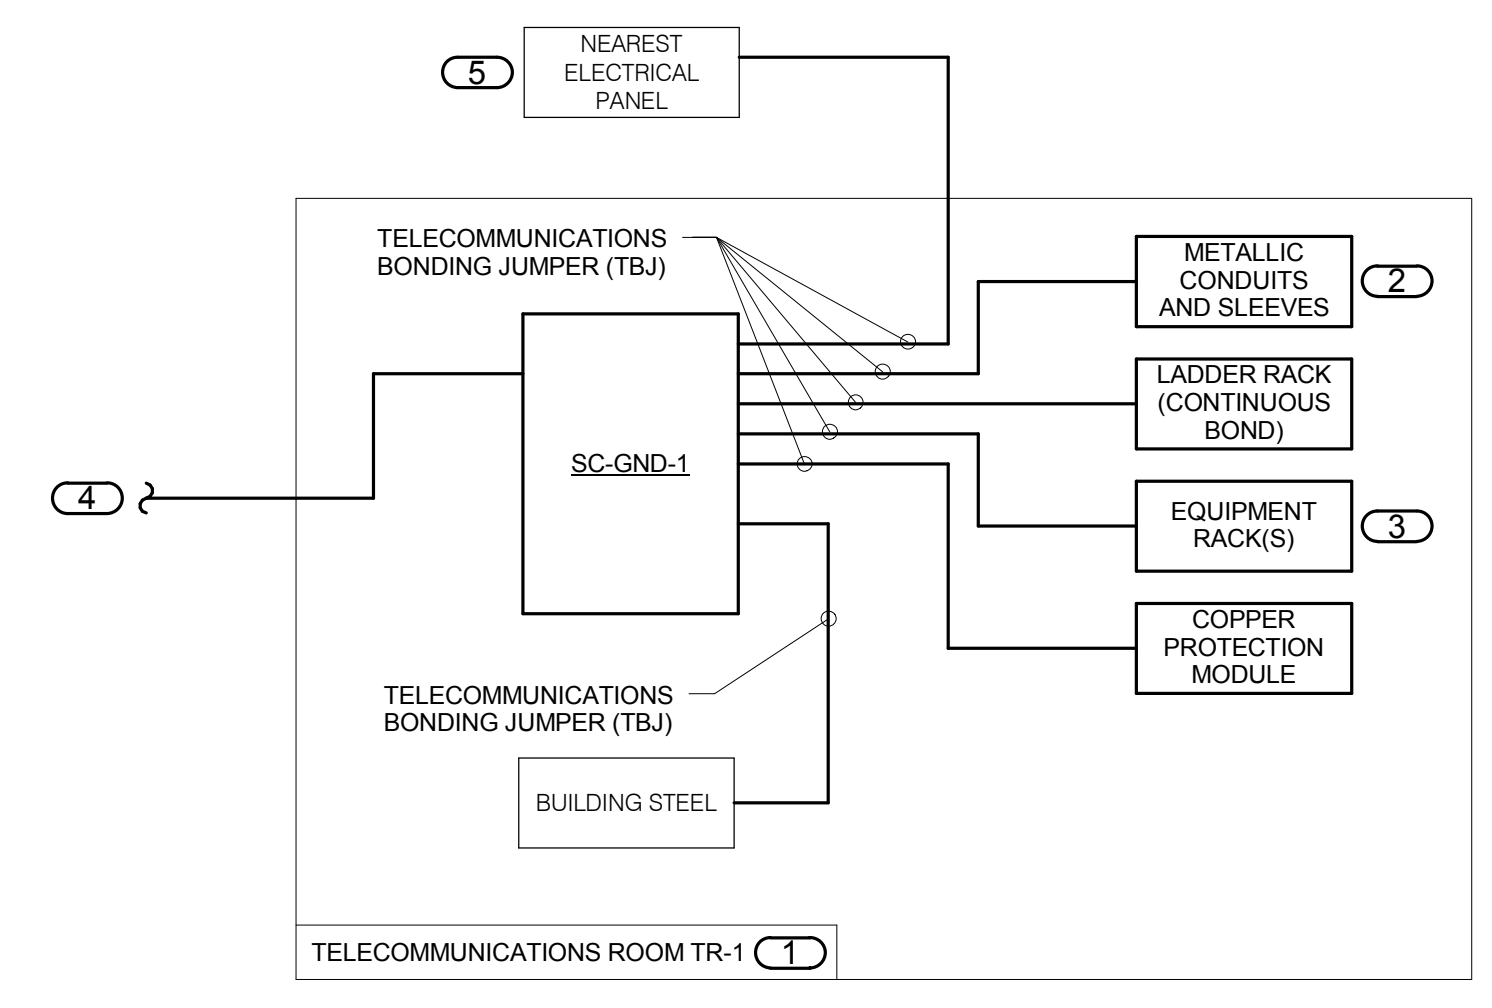 5
NEAREST
ELECTRICAL
PANEL
TELECOMMUNICATIONS
BONDING JUMPER (TBJ)
METALLIC
CONDUITS
AND SLEEVES
2
LADDER RACK
(CONTINUOUS
BOND)
SC-GND-1
4
EQUIPMENT
RACK(S)
3
COPPER
PROTECTION
MODULE
TELECOMMUNICATIONS
BONDING JUMPER (TBJ)
BUILDING STEEL
TELECOMMUNICATIONS ROOM TR-1 1